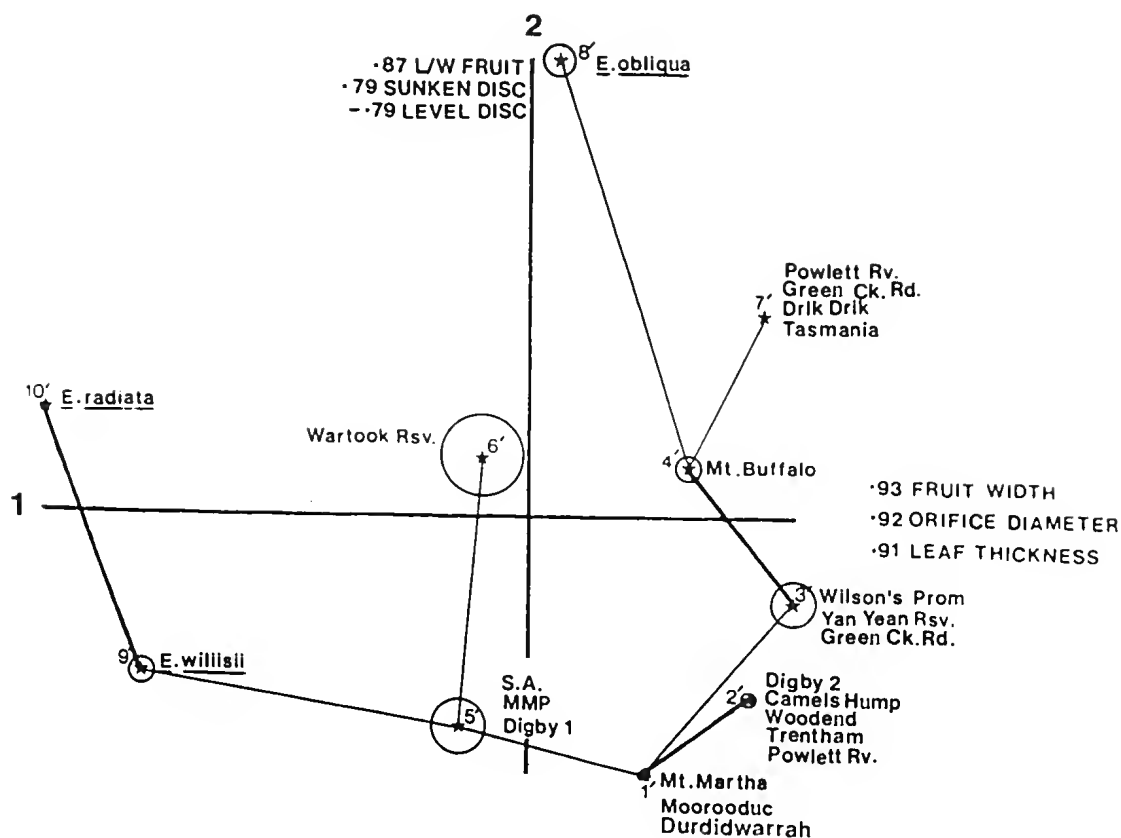 2
·87 L/W FRUIT
·79 SUNKEN DISC
-·79 LEVEL DISC
8′ E.obliqua
Powlett Rv.
Green Ck. Rd.
7′ Drik Drik
Tasmania
10′ E.radiata
Wartook Rsv. 6′
4′ Mt.Buffalo
1
·93 FRUIT WIDTH
·92 ORIFICE DIAMETER
·91 LEAF THICKNESS
3′ Wilson's Prom
Yan Yean Rsv.
Green Ck.Rd.
9′ E.willisii
S.A.
MMP
5′ Digby 1
Digby 2
2′ Camels Hump
Woodend
Trentham
Powlett Rv.
1′ Mt.Martha
Moorooduc
Durdidwarrah